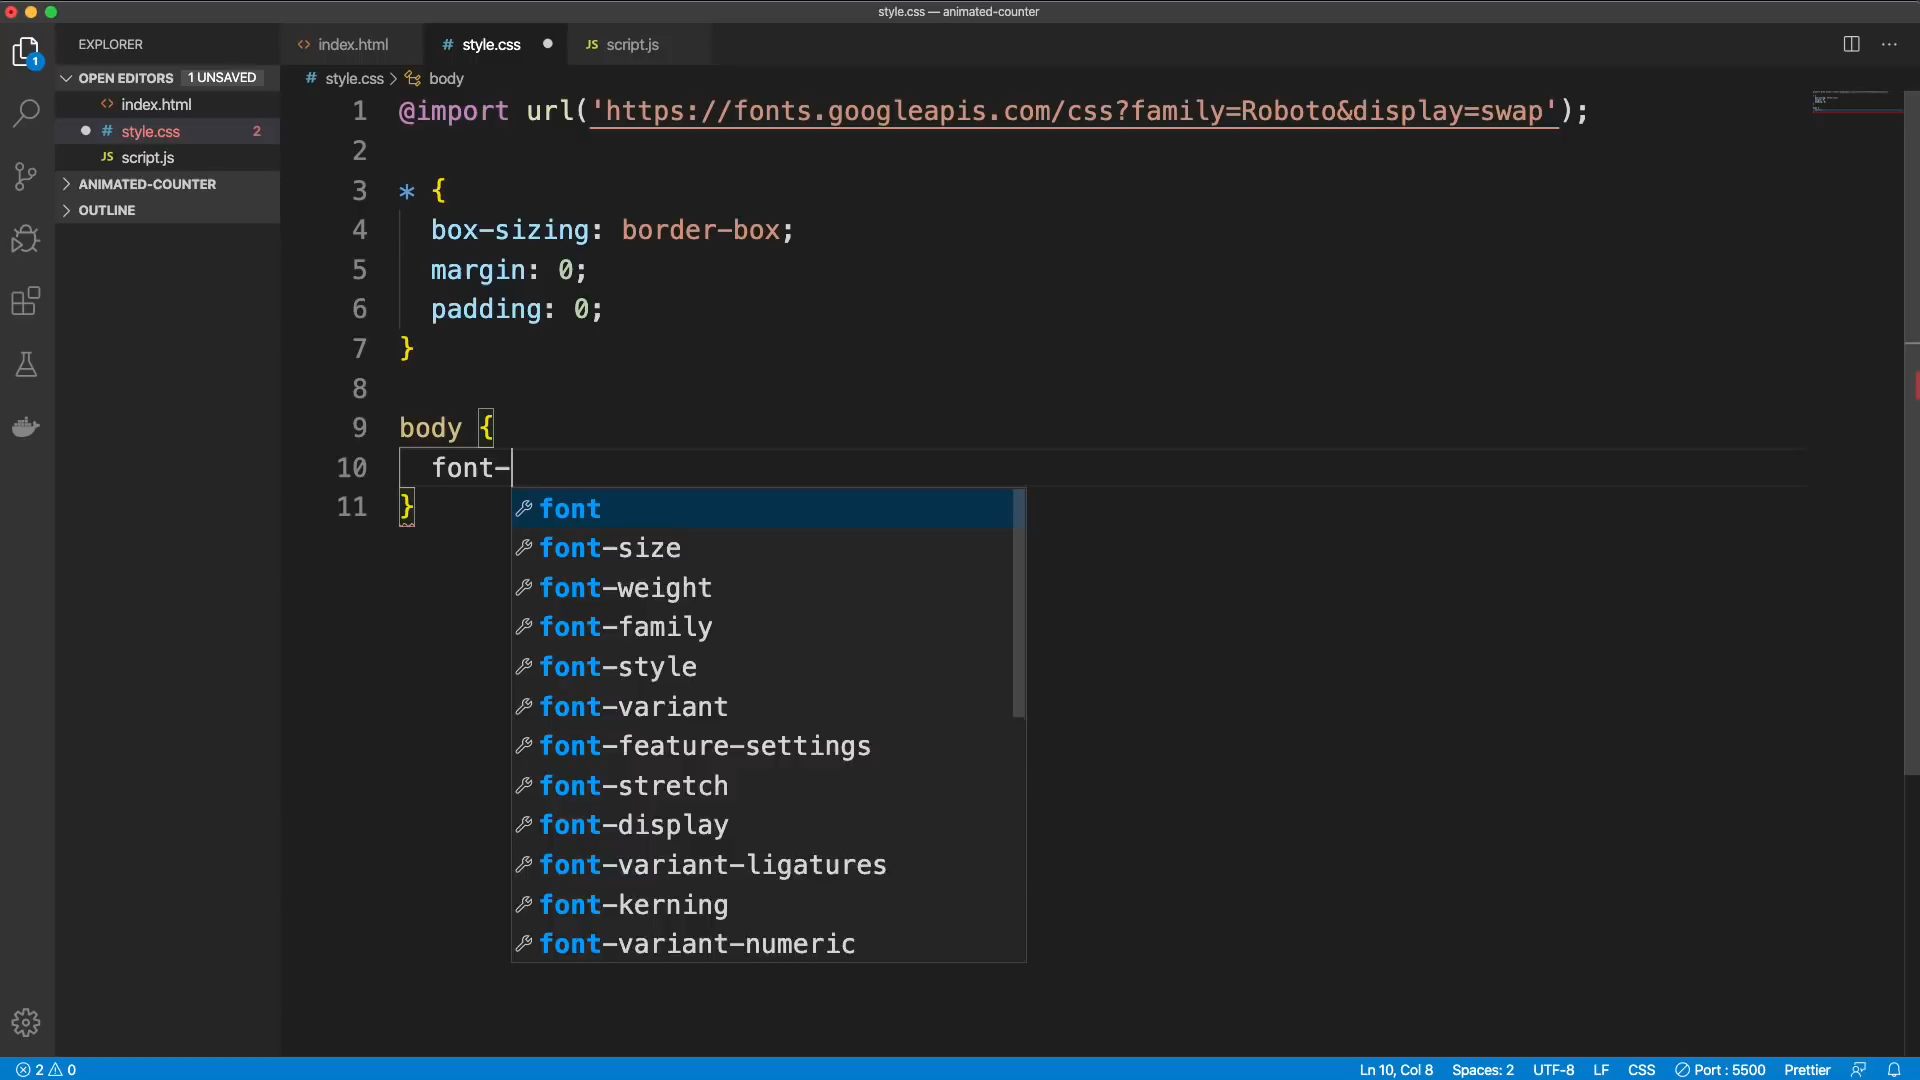 style.css — animated-counter
EXPLORER
index.html
style.css
JS script.js
OPEN EDITORS 1 UNSAVED
# style.css > body
index.html
# style.css 2
JS script.js
ANIMATED-COUNTER
OUTLINE
1
1 @import url('https://fonts.googleapis.com/css?family=Roboto&display=swap');
2
3 * {
4 box-sizing: border-box;
5 margin: 0;
6 padding: 0;
7 }
8
9 body {
10 font-
11 }
font
font-size
font-weight
font-family
font-style
font-variant
font-feature-settings
font-stretch
font-display
font-variant-ligatures
font-kerning
font-variant-numeric
2 0 Ln 10, Col 8 Spaces: 2 UTF-8 LF CSS Port : 5500 Prettier